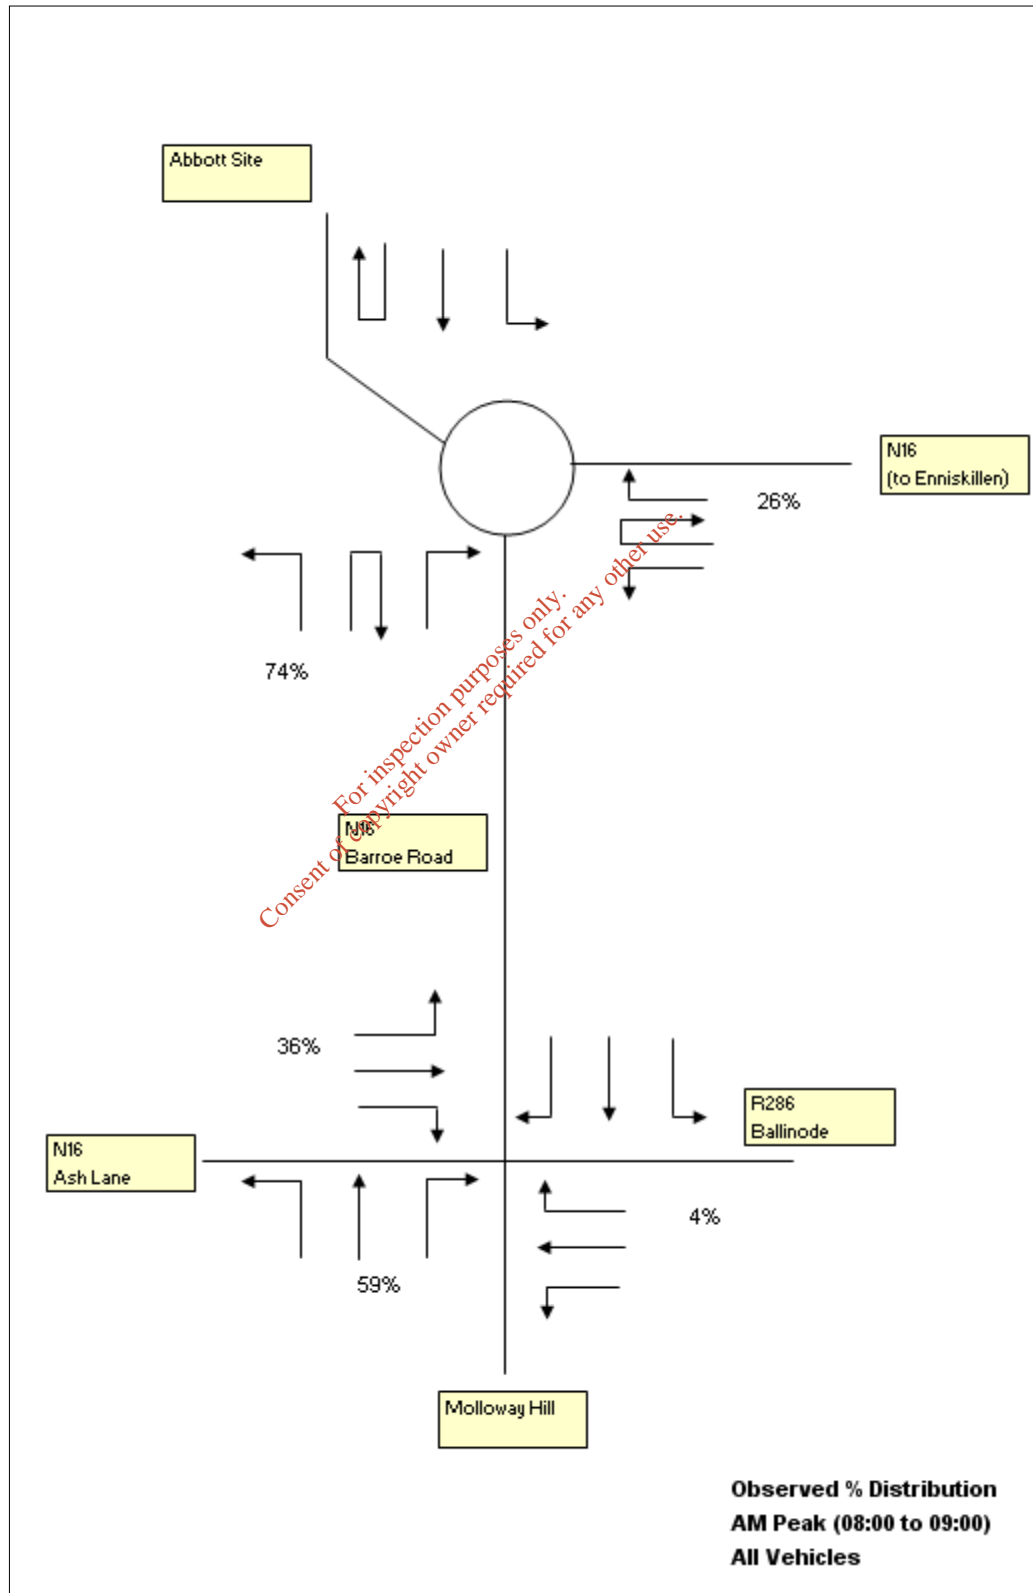 Abbott Site
N16
(to Enniskillen)
26%
74%
For inspection purposes only.
Consent of copyright owner required for any other use.
N16
Barroe Road
36%
R286
Ballinode
N16
Ash Lane
4%
59%
Molloway Hill
Observed % Distribution
AM Peak (08:00 to 09:00)
All Vehicles